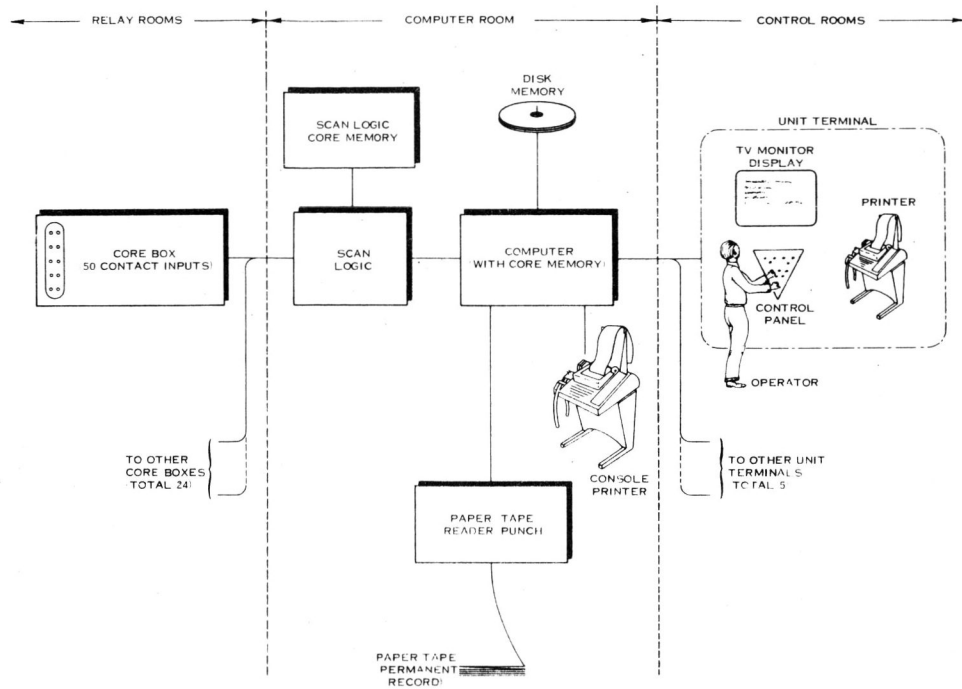 RELAY ROOMS
COMPUTER ROOM
CONTROL ROOMS
DISK
MEMORY
SCAN LOGIC
CORE MEMORY
UNIT TERMINAL
TV MONITOR
DISPLAY
PRINTER
CORE BOX
50 CONTACT INPUTS)
SCAN
LOGIC
COMPUTER
(WITH CORE MEMORY)
CONTROL
PANEL
OPERATOR
TO OTHER
CORE BOXES
(TOTAL 24)
CONSOLE
PRINTER
TO OTHER UNIT
TERMINALS
TOTAL 5
PAPER TAPE
READER PUNCH
PAPER TAPE
PERMANENT
RECORD)